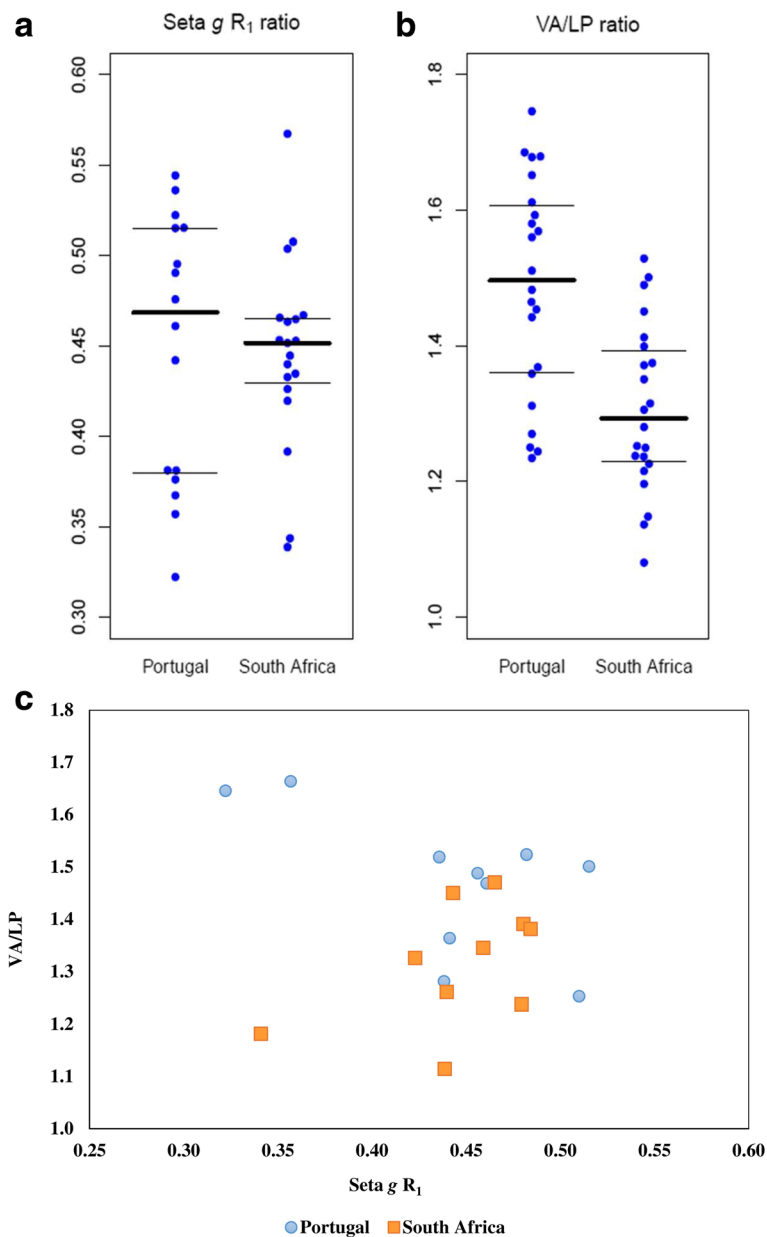 a
Seta g R₁ ratio
0.60
0.55
0.50
0.45
0.40
0.35
0.30
Portugal South Africa
b
VA/LP ratio
1.8
1.6
1.4
1.2
1.0
Portugal South Africa
c
VA/LP
1.8
1.7
1.6
1.5
1.4
1.3
1.2
1.1
1.0
0.25 0.30 0.35 0.40 0.45 0.50 0.55 0.60
Seta g R₁
Portugal South Africa